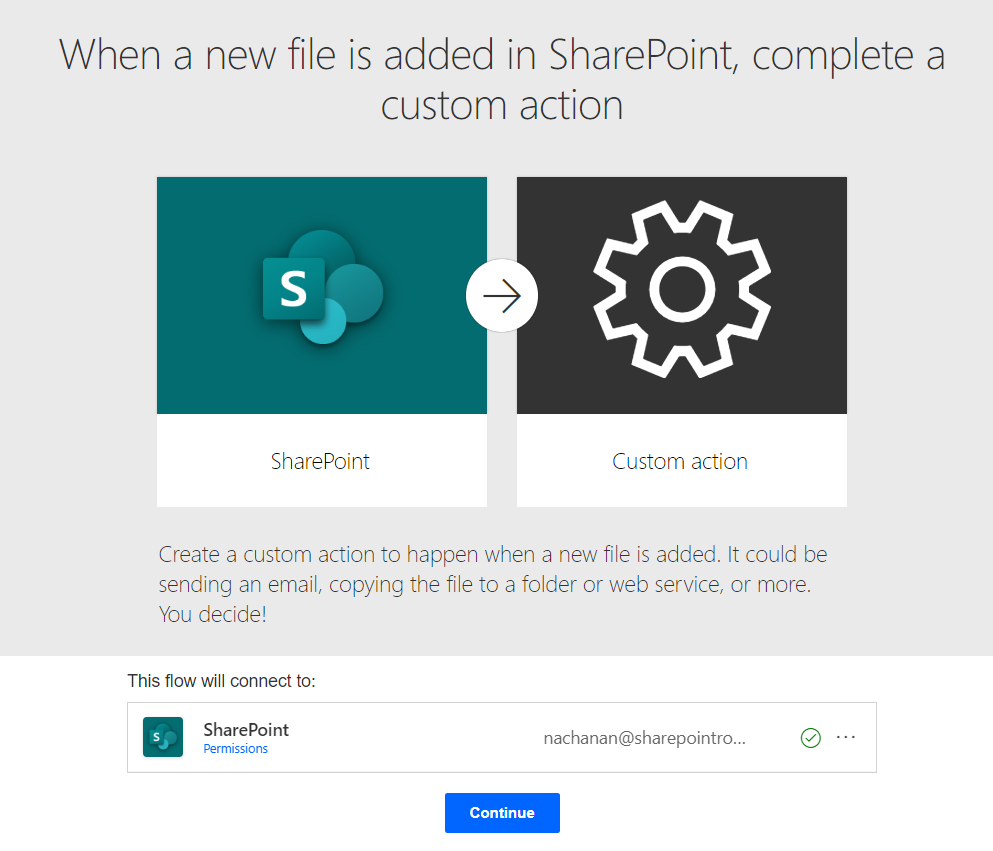 When a new file is added in SharePoint, complete a
custom action
S
SharePoint
Custom action
Create a custom action to happen when a new file is added. It could be
sending an email, copying the file to a folder or web service, or more.
You decide!
This flow will connect to:
S
SharePoint
Permissions
nachanan@sharepointro...
Continue